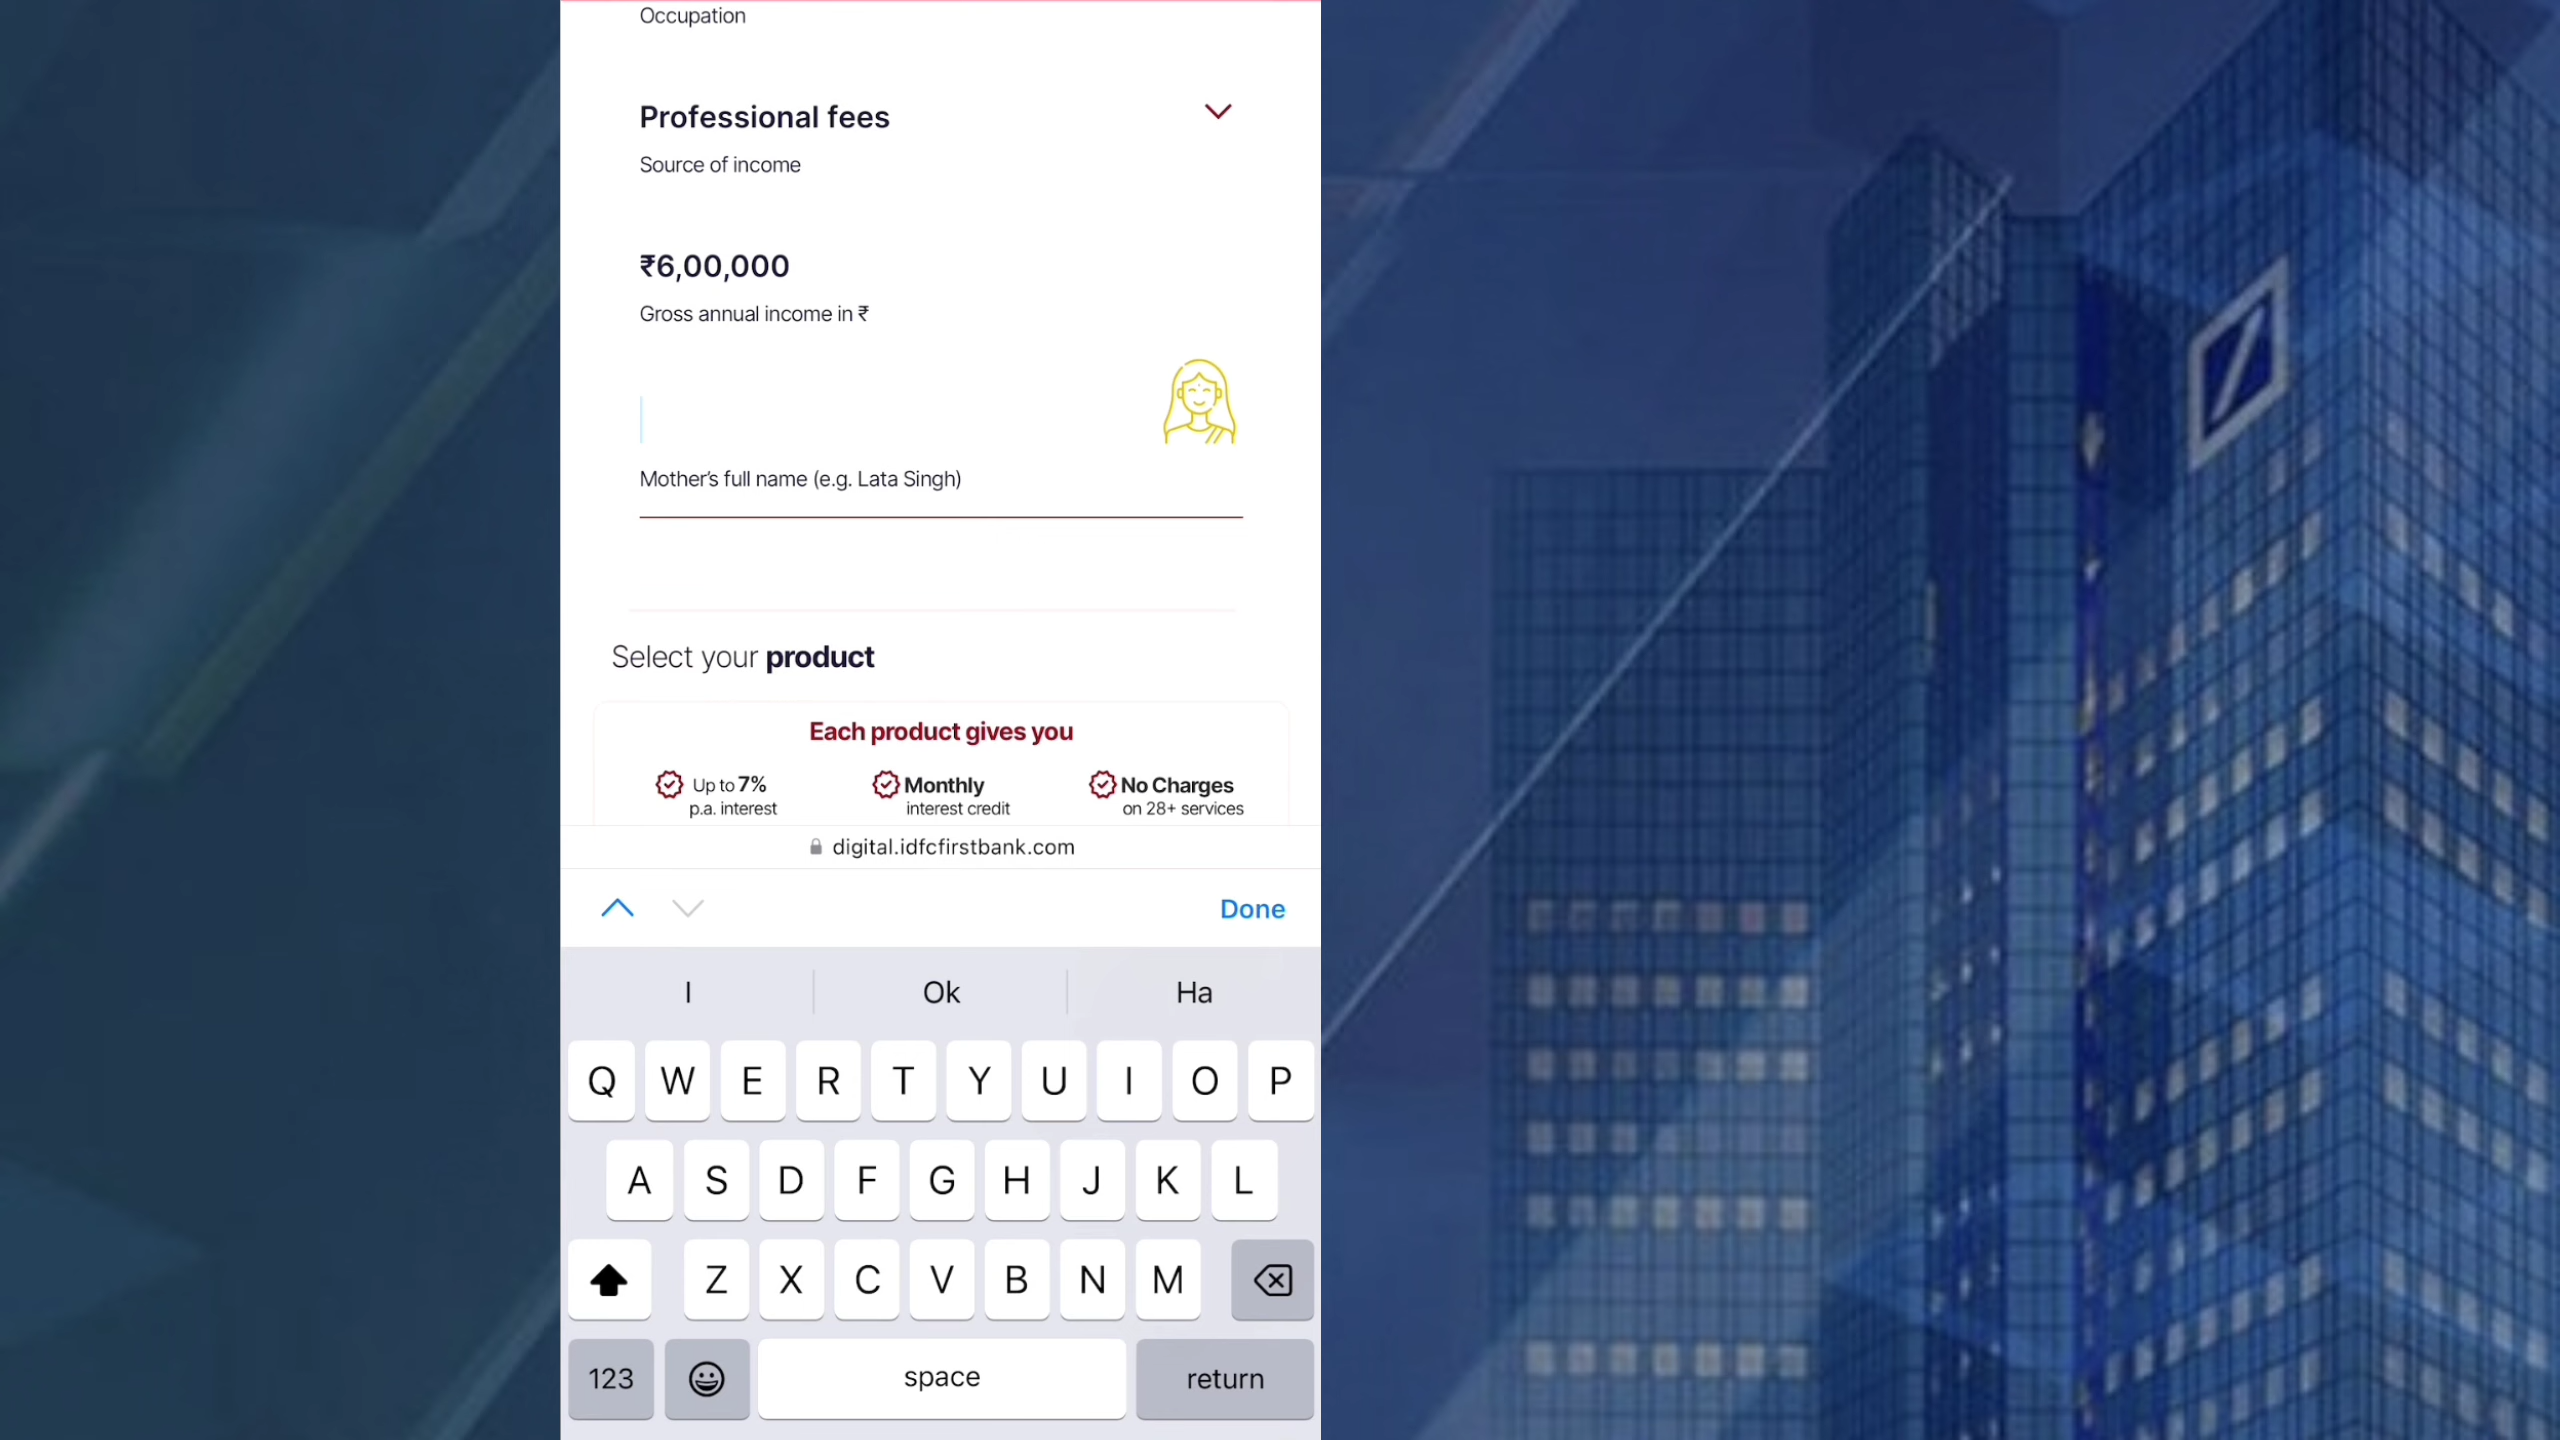 Occupation
Professional fees
Source of income
₹6,00,000
Gross annual income in ₹
Mother's full name (e.g. Lata Singh)
Select your product
Each product gives you
Up to 7% p.a. interest
Monthly interest credit
No Charges on 28+ services
digital.idfcfirstbank.com
Done
I Ok Ha
Q W E R T Y U I O P
A S D F G H J K L
Z X C V B N M
123 space return